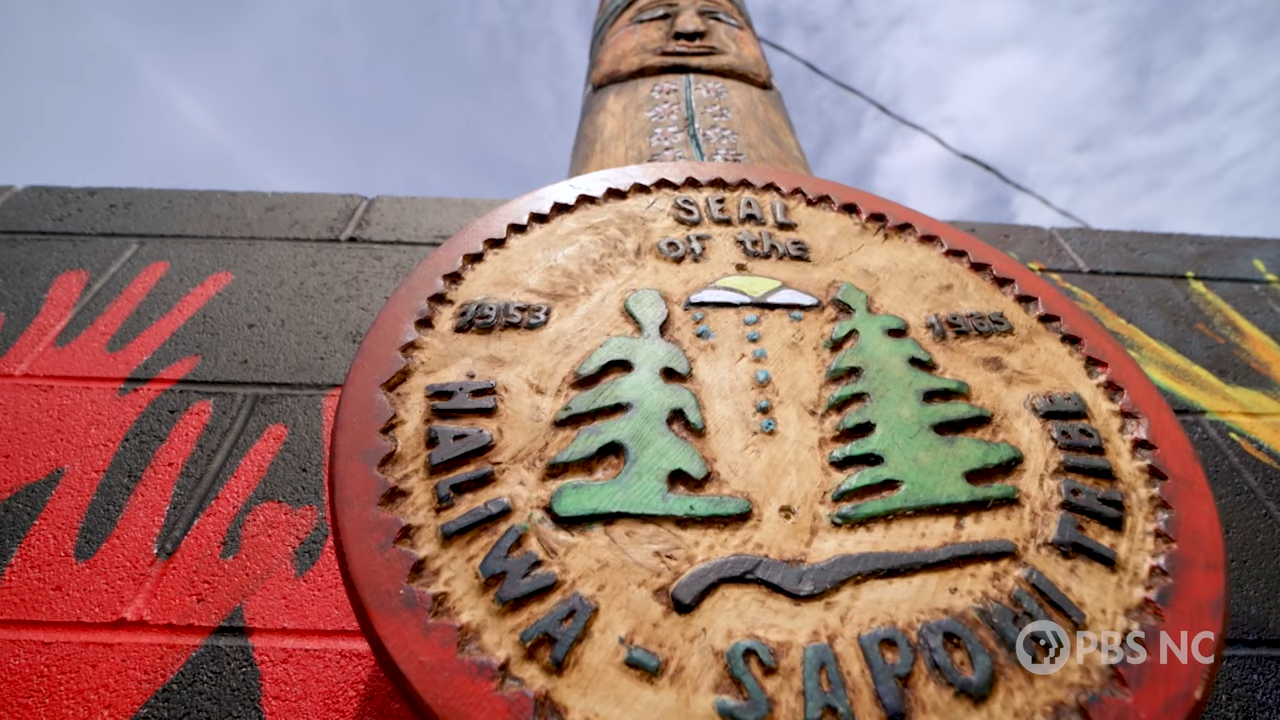 SEAL
of the
1953
1965
HALIWA - SAPONI TRIBE
PBS NC